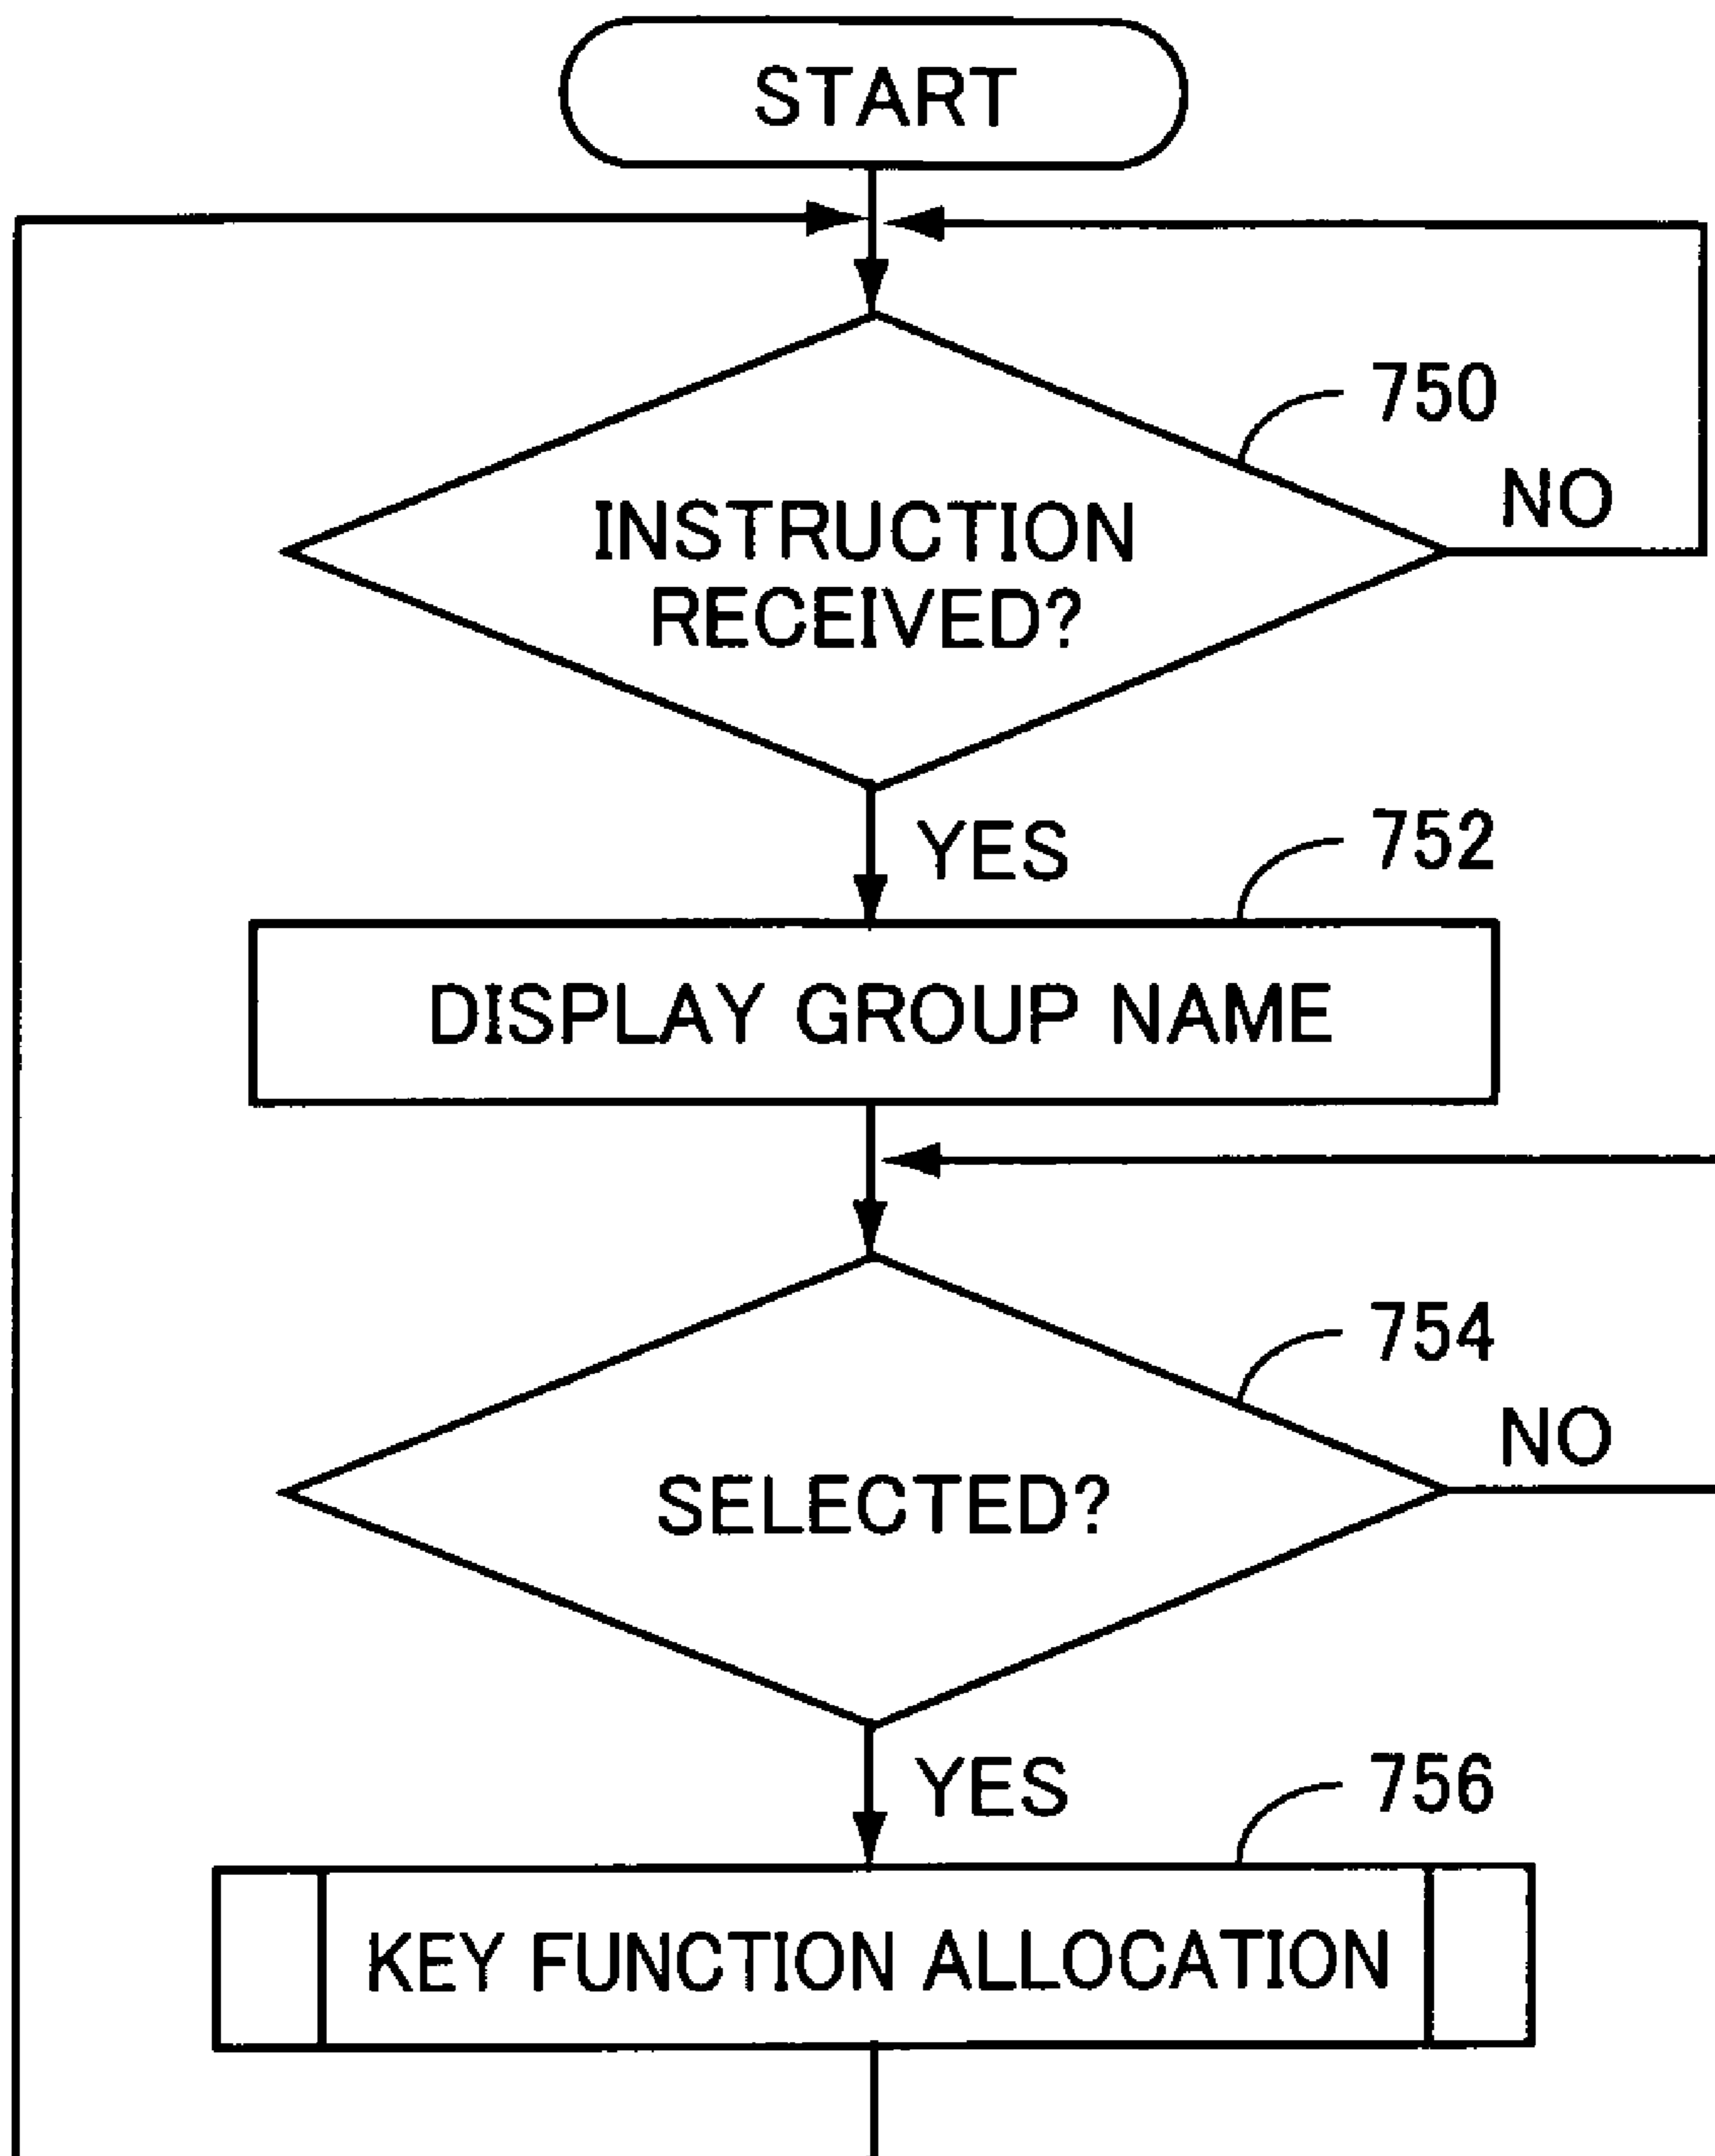 START
750
NO
INSTRUCTION
RECEIVED?
YES
752
DISPLAY GROUP NAME
754
NO
SELECTED?
YES
756
KEY FUNCTION ALLOCATION